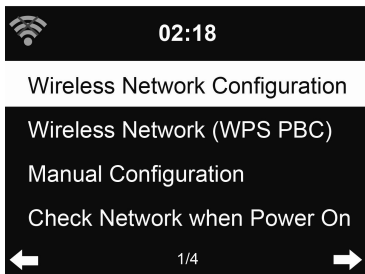 02:18
Wireless Network Configuration
Wireless Network (WPS PBC)
Manual Configuration
Check Network when Power On
1/4